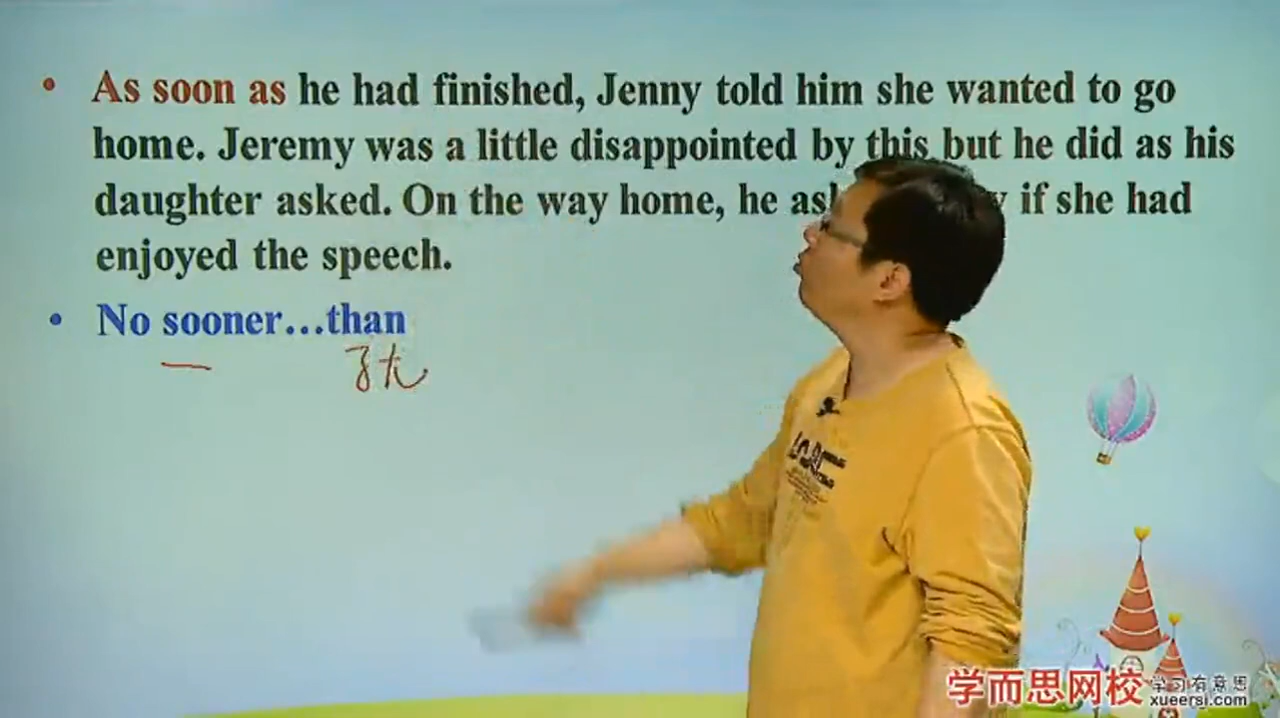 • As soon as he had finished, Jenny told him she wanted to go
home. Jeremy was a little disappointed by this but he did as his
daughter asked. On the way home, he if she had
enjoyed the speech.
• No sooner…than
一 就
学而思网校 学习有意思
xueersi.com